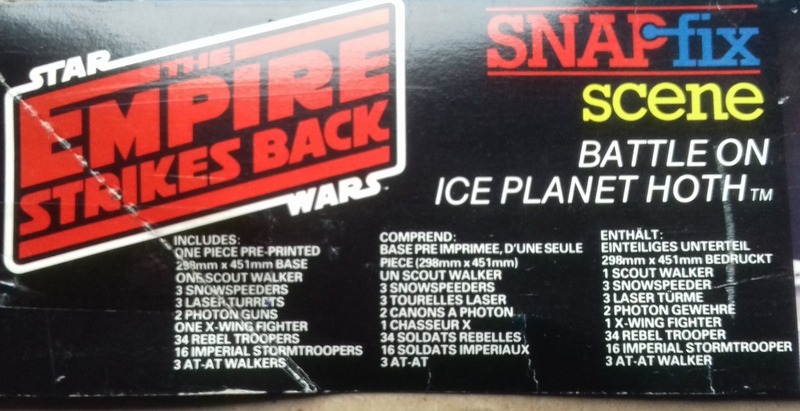 STAR
THE
EMPIRE
STRIKES BACK
WARS™
SNAP-fix
scene
BATTLE ON
ICE PLANET HOTH TM
INCLUDES:
ONE PIECE PRE-PRINTED
298mm x 451mm BASE
ONE SCOUT WALKER
3 SNOWSPEEDERS
3 LASER TURRETS
2 PHOTON GUNS
ONE X-WING FIGHTER
34 REBEL TROOPERS
16 IMPERIAL STORMTROOPERS
3 AT-AT WALKERS
COMPREND:
BASE PRE IMPRIMEE, D'UNE SEULE
PIECE (298mm x 451mm)
UN SCOUT WALKER
3 SNOWSPEEDERS
3 TOURELLES LASER
2 CANONS A PHOTON
1 CHASSEUR X
34 SOLDATS REBELLES
16 SOLDATS IMPERIAUX
3 AT-AT
ENTHÄLT:
EINTEILIGES UNTERTEIL
298mm x 451mm BEDRUCKT
1 SCOUT WALKER
3 SNOWSPEEDER
3 LASER TÜRME
2 PHOTON GEWEHRE
1 X-WING FIGHTER
34 REBEL TROOPER
16 IMPERIAL STORMTROOPER
3 AT-AT WALKER